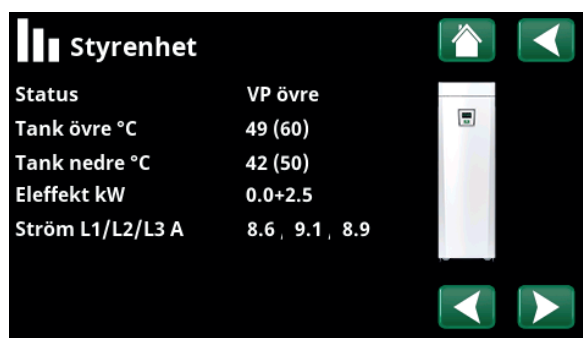 Styrenhet
Status VP övre
Tank övre °C 49 (60)
Tank nedre °C 42 (50)
Eleffekt kW 0.0+2.5
Ström L1/L2/L3 A 8.6 , 9.1 , 8.9